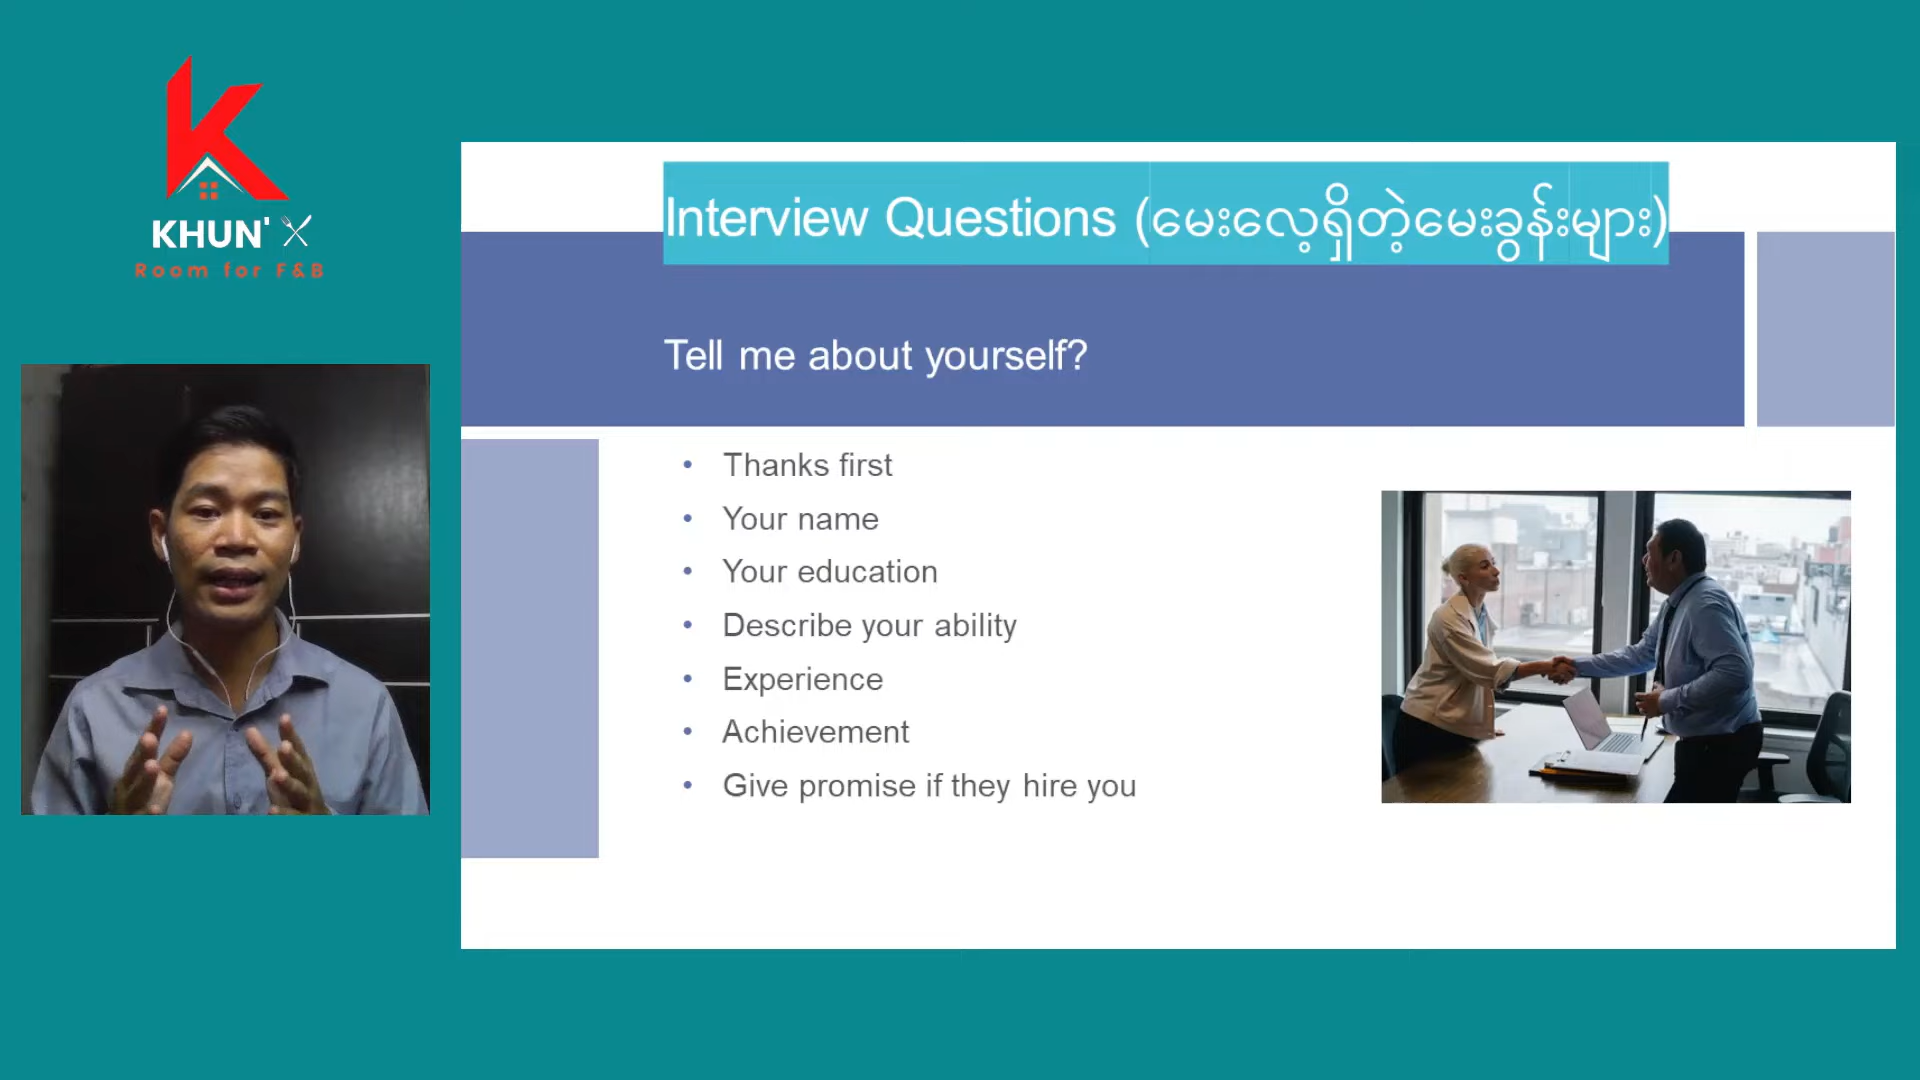 KHUN'
Room for F&B
Interview Questions (မေးလေ့ရှိတဲ့မေးခွန်းများ)
Tell me about yourself?
• Thanks first
• Your name
• Your education
• Describe your ability
• Experience
• Achievement
• Give promise if they hire you